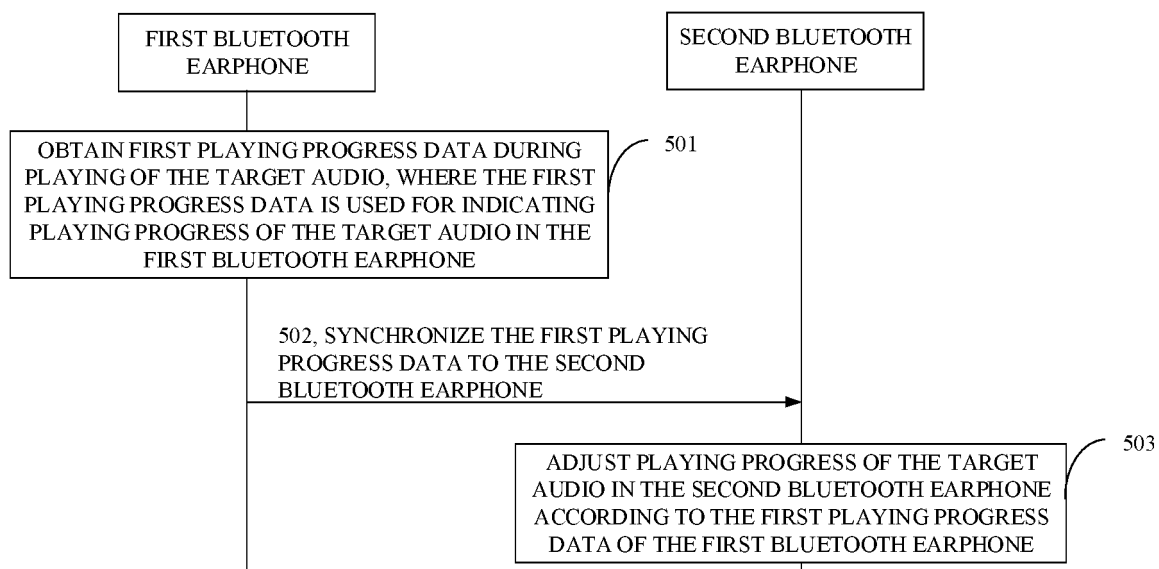 FIRST BLUETOOTH
EARPHONE
SECOND BLUETOOTH
EARPHONE
OBTAIN FIRST PLAYING PROGRESS DATA DURING
PLAYING OF THE TARGET AUDIO, WHERE THE FIRST
PLAYING PROGRESS DATA IS USED FOR INDICATING
PLAYING PROGRESS OF THE TARGET AUDIO IN THE
FIRST BLUETOOTH EARPHONE
501
502, SYNCHRONIZE THE FIRST PLAYING
PROGRESS DATA TO THE SECOND
BLUETOOTH EARPHONE
503
ADJUST PLAYING PROGRESS OF THE TARGET
AUDIO IN THE SECOND BLUETOOTH EARPHONE
ACCORDING TO THE FIRST PLAYING PROGRESS
DATA OF THE FIRST BLUETOOTH EARPHONE